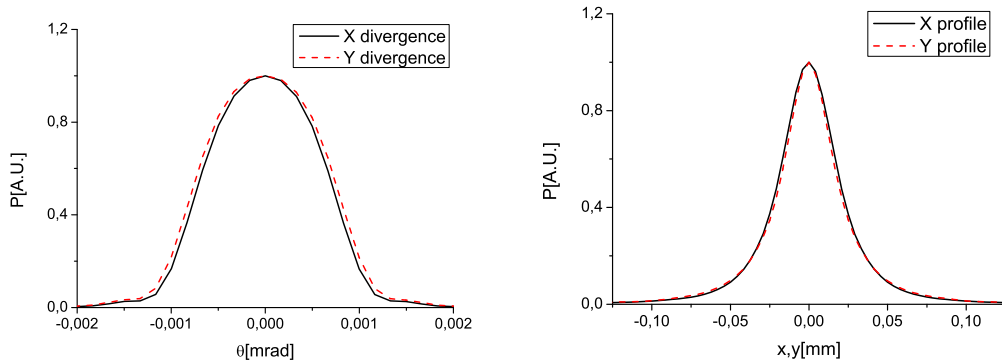 1,2
X divergence
Y divergence
0,8
P[A.U.]
0,4
0,0
-0,002 -0,001 0,000 0,001 0,002
θ[mrad]
1,2
X profile
Y profile
0,8
P[A.U.]
0,4
0,0
-0,10 -0,05 0,00 0,05 0,10
x,y[mm]